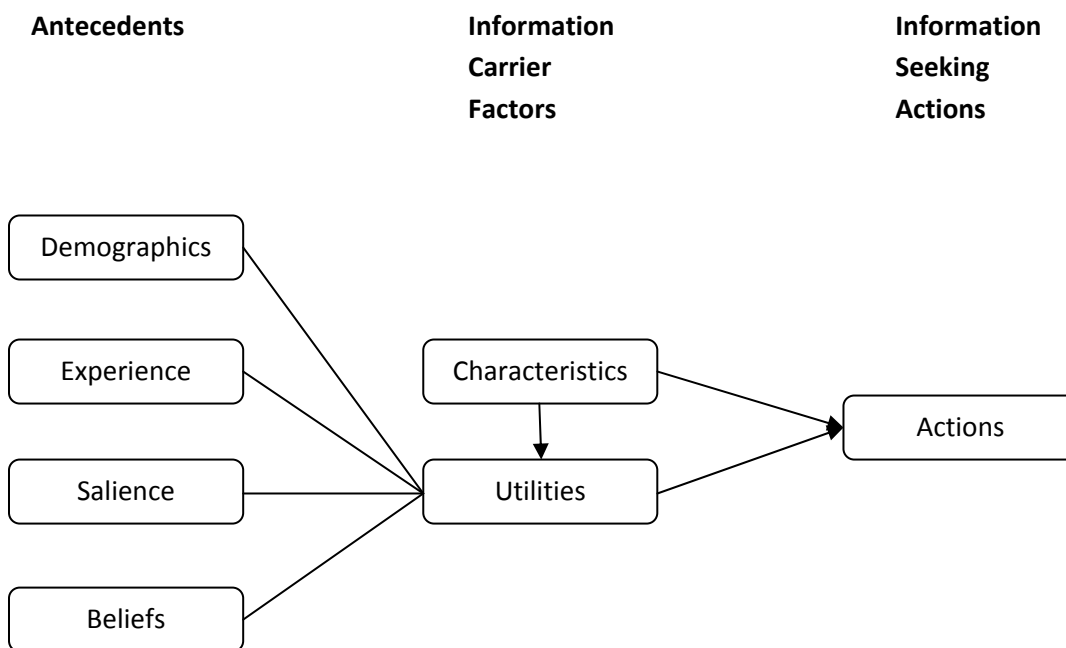 Antecedents
Information
Carrier
Factors
Information
Seeking
Actions
Demographics
Experience
Characteristics
Actions
Salience
Utilities
Beliefs